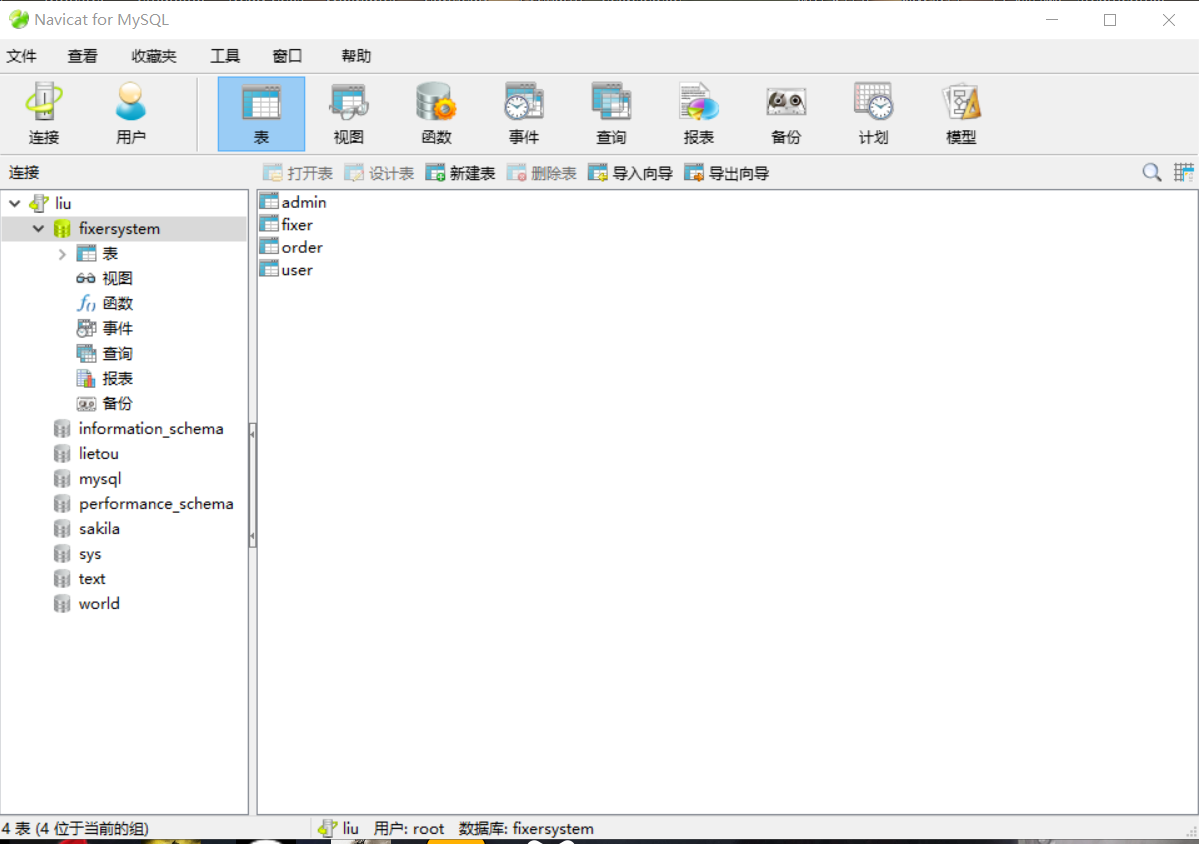 Navicat for MySQL
文件 查看 收藏夹 工具 窗口 帮助
连接 用户 表 视图 函数 事件 查询 报表 备份 计划 模型
连接 打开表 设计表 新建表 删除表 导入向导 导出向导
liu
fixersystem
表
视图
函数
事件
查询
报表
备份
information_schema
lietou
mysql
performance_schema
sakila
sys
text
world
admin
fixer
order
user
4 表 (4 位于当前的组) liu 用户: root 数据库: fixersystem